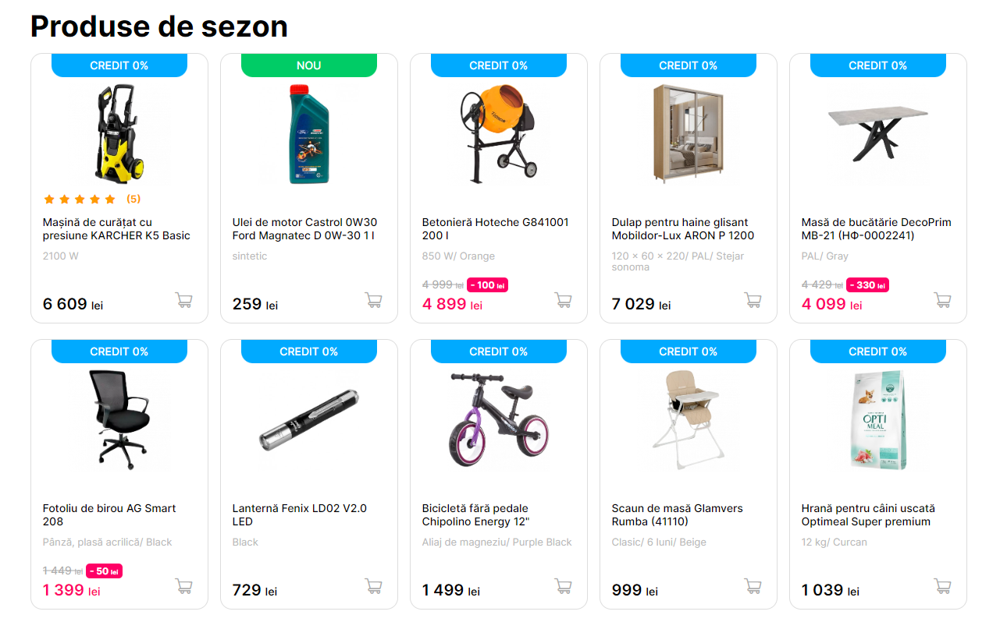 Produse de sezon
CREDIT 0%
★★★★★ (5)
Mașină de curățat cu
presiune KARCHER K5 Basic
2100 W
6 609 lei
NOU
Ulei de motor Castrol 0W30
Ford Magnatec D 0W-30 1 l
sintetic
259 lei
CREDIT 0%
Betonieră Hoteche G841001
200 l
850 W/ Orange
4 999 lei - 100 lei
4 899 lei
CREDIT 0%
Dulap pentru haine glisant
Mobildor-Lux ARON P 1200
120 × 60 × 220/ PAL/ Stejar
sonoma
7 029 lei
CREDIT 0%
Masă de bucătărie DecoPrim
MB-21 (НФ-0002241)
PAL/ Gray
4 429 lei - 330 lei
4 099 lei
CREDIT 0%
Fotoliu de birou AG Smart
208
Pânză, plasă acrilică/ Black
1 449 lei - 50 lei
1 399 lei
CREDIT 0%
Lanternă Fenix LD02 V2.0
LED
Black
729 lei
CREDIT 0%
Bicicletă fără pedale
Chipolino Energy 12"
Aliaj de magneziu/ Purple Black
1 499 lei
CREDIT 0%
Scaun de masă Glamvers
Rumba (41110)
Clasic/ 6 luni/ Beige
999 lei
CREDIT 0%
OPTI
MEAL
Hrană pentru câini uscată
Optimeal Super premium
12 kg/ Curcan
1 039 lei